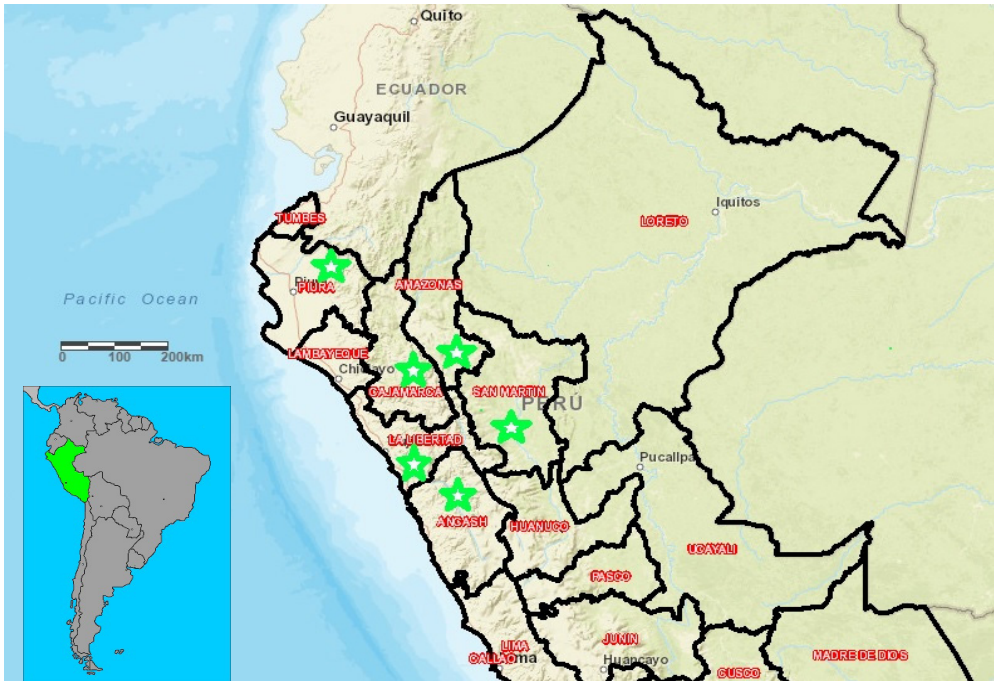 Quito
ECUADOR
Guayaquil
TUMBES
Iquitos
LORETO
AMAZONAS
PIURA
Pacific Ocean
0 100 200km
LAMBAYEQUE
Chiclayo
CAJAMARCA
SAN MARTIN
PERÚ
LA LIBERTAD
Pucallpa
ANCASH
HUANUCO
UCAYALI
PASCO
JUNIN
LIMA
CALLAO
Huancayo
MADRE DE DIOS
CUSCO